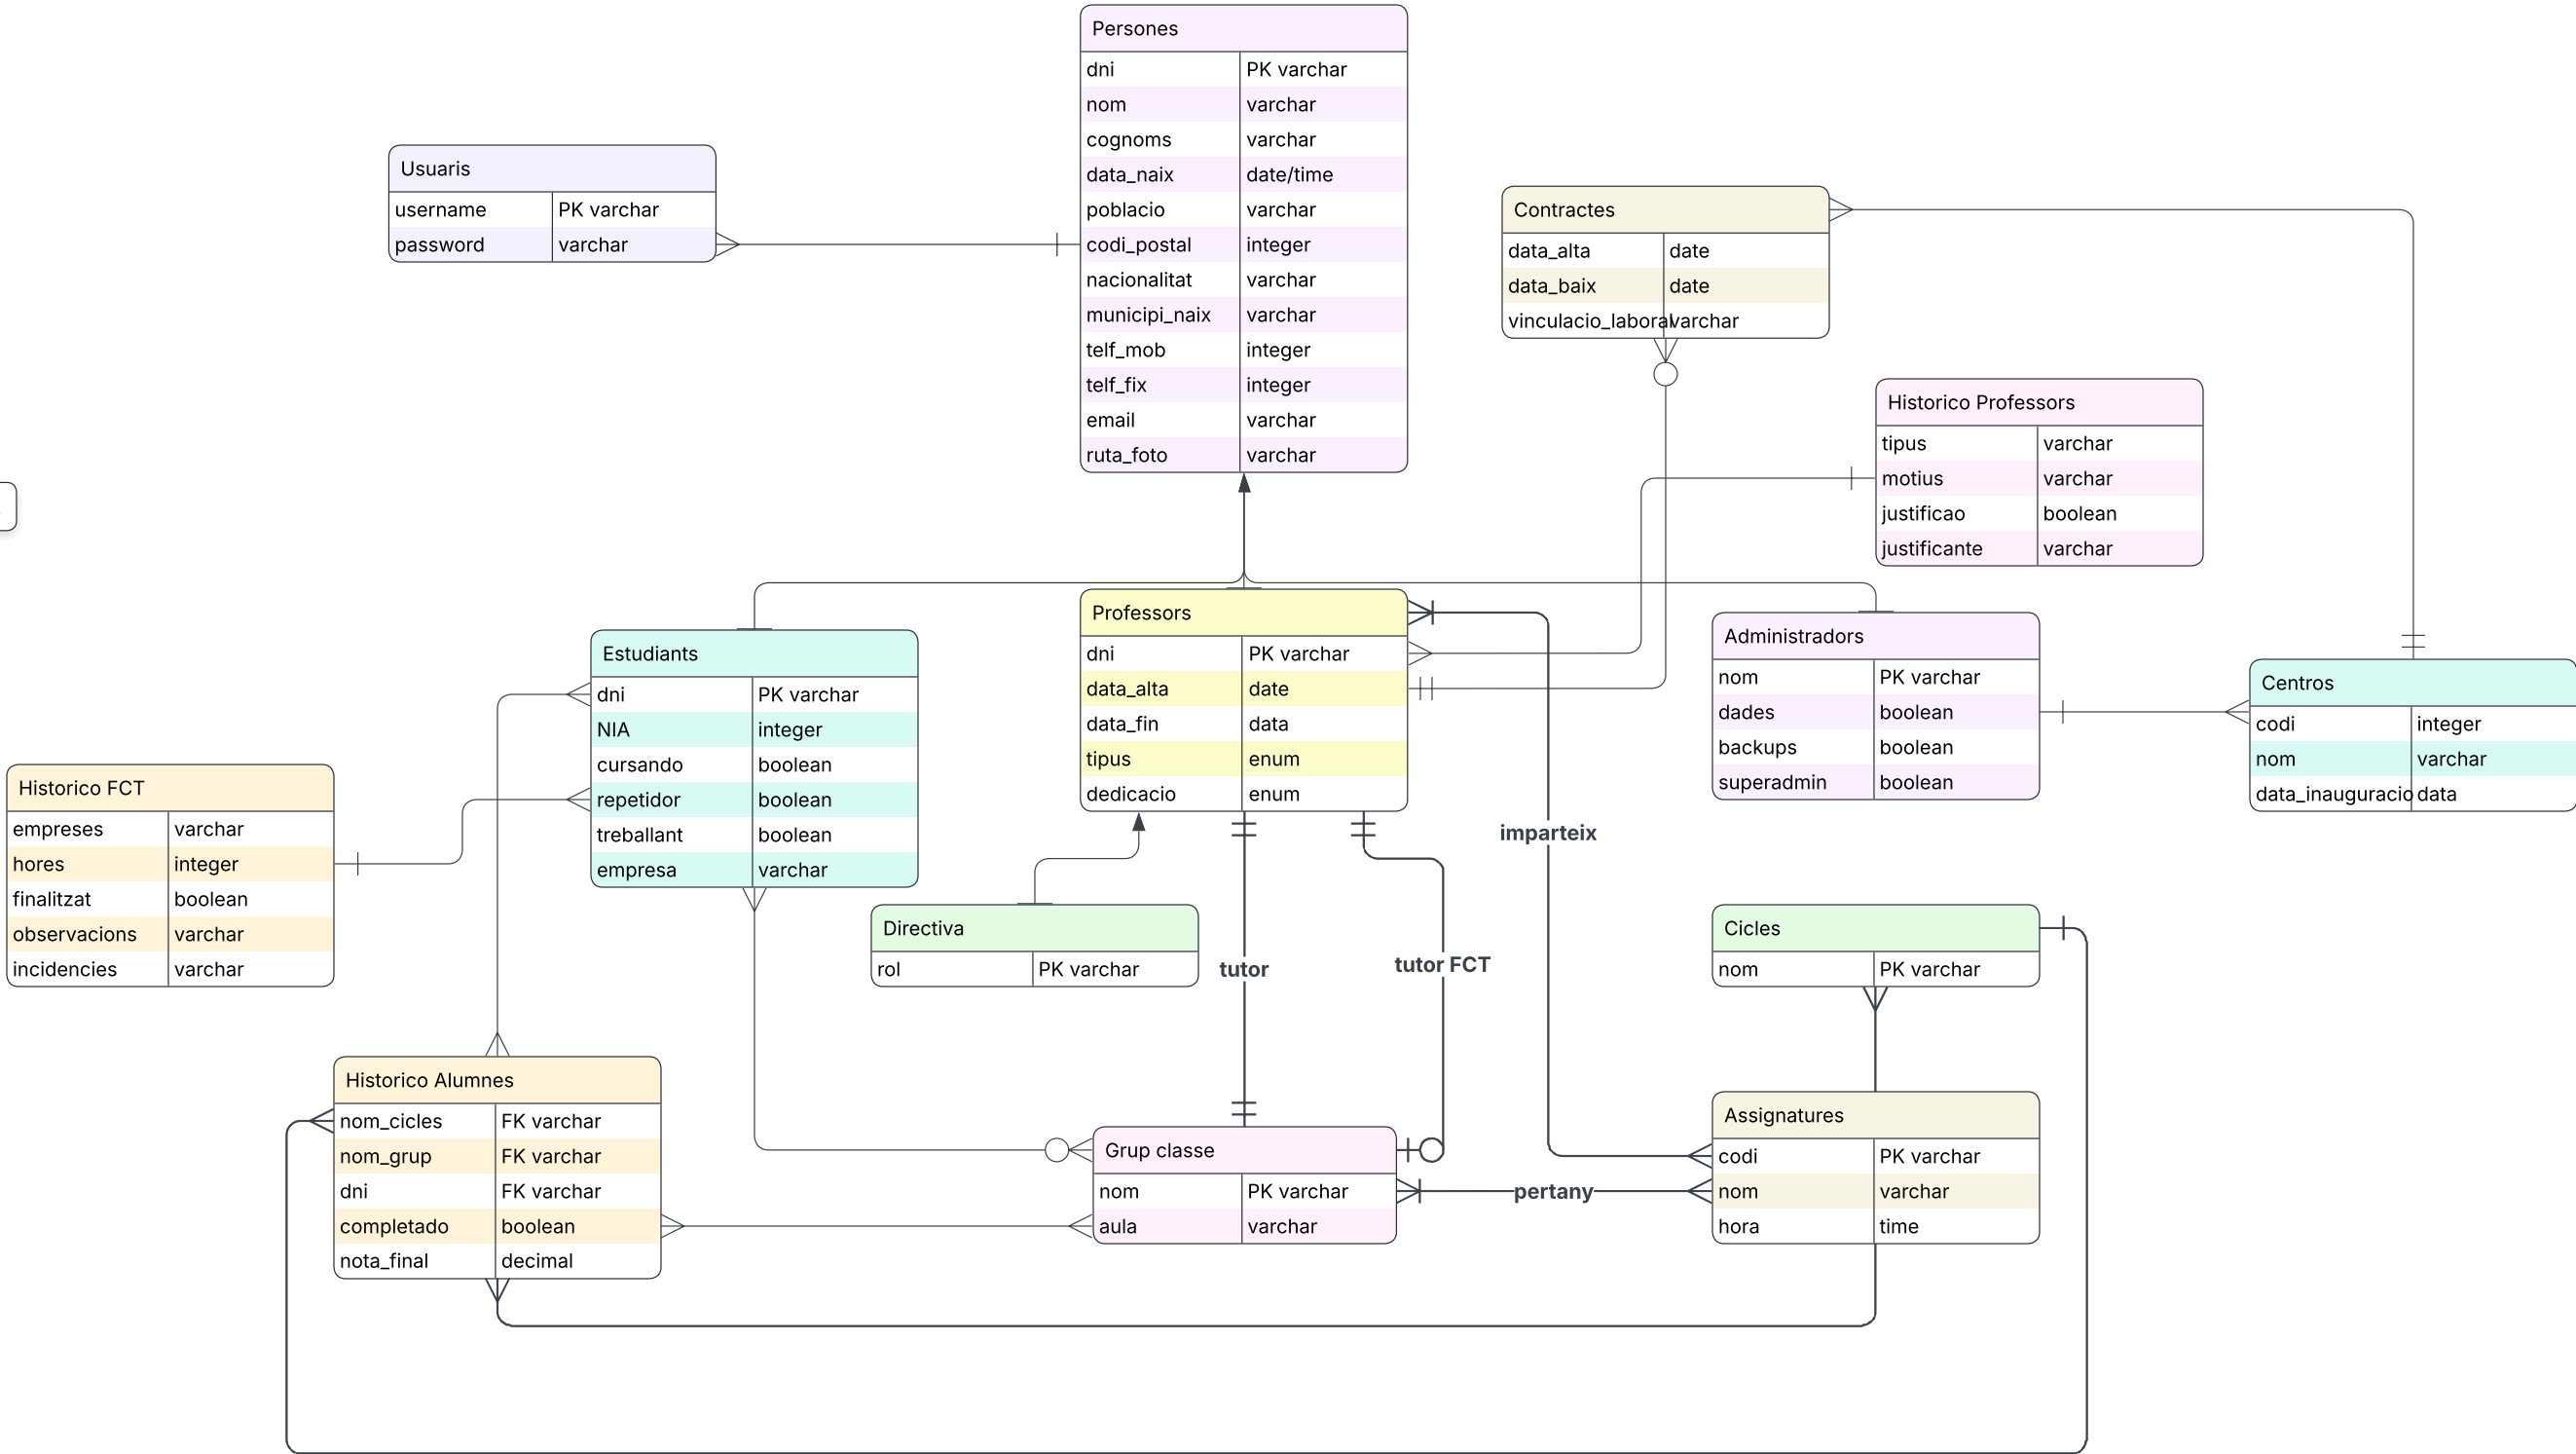 Persones
dni PK varchar
nom varchar
cognoms varchar
data_naix date/time
poblacio varchar
codi_postal integer
nacionalitat varchar
municipi_naix varchar
telf_mob integer
telf_fix integer
email varchar
ruta_foto varchar
Usuaris
username PK varchar
password varchar
Contractes
data_alta date
data_baix date
vinculacio_laboral varchar
Historico Professors
tipus varchar
motius varchar
justificao boolean
justificante varchar
Professors
dni PK varchar
data_alta date
data_fin data
tipus enum
dedicacio enum
Estudiants
dni PK varchar
NIA integer
cursando boolean
repetidor boolean
treballant boolean
empresa varchar
Administradors
nom PK varchar
dades boolean
backups boolean
superadmin boolean
Centros
codi integer
nom varchar
data_inauguracio data
Historico FCT
empreses varchar
hores integer
finalitzat boolean
observacions varchar
incidencies varchar
imparteix
Directiva
rol PK varchar
tutor
tutor FCT
Cicles
nom PK varchar
Historico Alumnes
nom_cicles FK varchar
nom_grup FK varchar
dni FK varchar
completado boolean
nota_final decimal
Grup classe
nom PK varchar
aula varchar
pertany
Assignatures
codi PK varchar
nom varchar
hora time